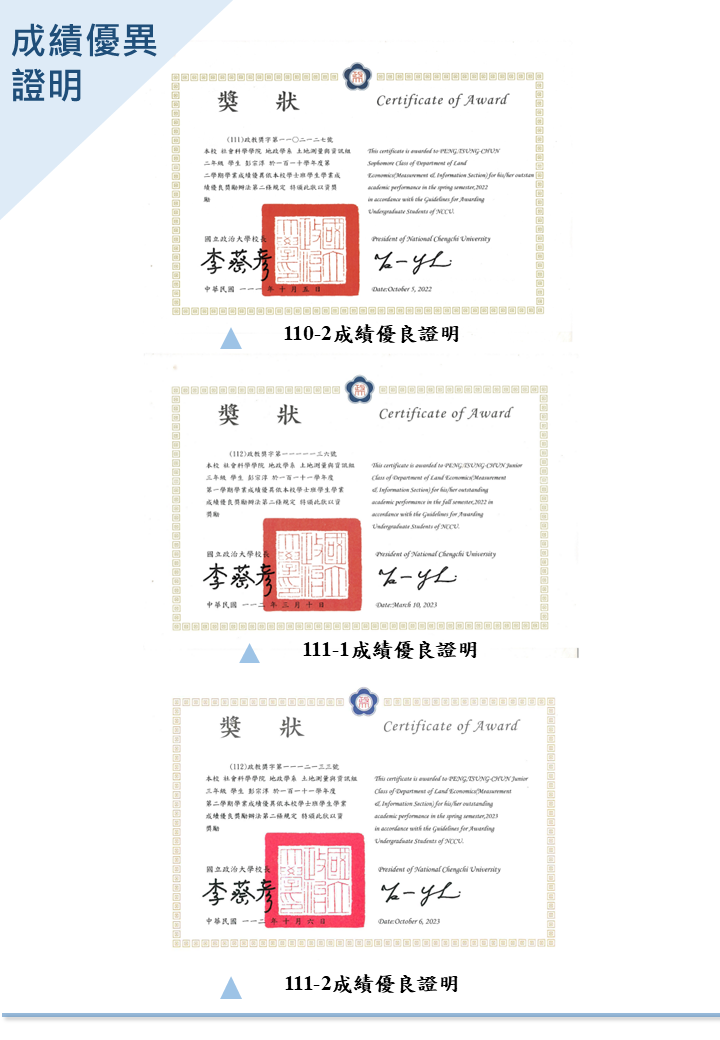 成績優異
證明
獎 狀
Certificate of Award
(111)政教獎字第一一〇二一二七號
本校 社會科學學院 地政學系 土地測量與資訊組
二年級 學生 彭宗淳 於一百一十學年度第
二學期學業成績優異依本校學士班學生學業成
績優良獎勵辦法第二條規定 特頒此狀以資獎
勵
國立政治大學校長
李蔡彥
中華民國 一一一 年 十 月 五 日
This certificate is awarded to PENG,TSUNG-CHUN
Sophomore Class of Department of Land
Economics(Measurement & Information Section) for his/her outstan
academic performance in the spring semester,2022
in accordance with the Guidelines for Awarding
Undergraduate Students of NCCU.
President of National Chengchi University
Date:October 5, 2022
110-2成績優良證明
獎 狀
Certificate of Award
(112)政教獎字第一一一一一三六號
本校 社會科學學院 地政學系 土地測量與資訊組
三年級 學生 彭宗淳 於一百一十一學年度
第一學期學業成績優異依本校學士班學生學業
成績優良獎勵辦法第二條規定 特頒此狀以資
獎勵
國立政治大學校長
李蔡彥
中華民國 一一二 年 三 月 十 日
This certificate is awarded to PENG,TSUNG-CHUN Junior
Class of Department of Land Economics(Measurement
& Information Section) for his/her outstanding
academic performance in the fall semester,2022 in
accordance with the Guidelines for Awarding
Undergraduate Students of NCCU.
President of National Chengchi University
Date:March 10, 2023
111-1成績優良證明
獎 狀
Certificate of Award
(112)政教獎字第一一一二一三三號
本校 社會科學學院 地政學系 土地測量與資訊組
三年級 學生 彭宗淳 於一百一十一學年度
第二學期學業成績優異依本校學士班學生學業
成績優良獎勵辦法第二條規定 特頒此狀以資
獎勵
國立政治大學校長
李蔡彥
中華民國 一一二 年 十 月 六 日
This certificate is awarded to PENG,TSUNG-CHUN Junior
Class of Department of Land Economics(Measurement
& Information Section) for his/her outstanding
academic performance in the spring semester,2023
in accordance with the Guidelines for Awarding
Undergraduate Students of NCCU.
President of National Chengchi University
Date:October 6, 2023
111-2成績優良證明